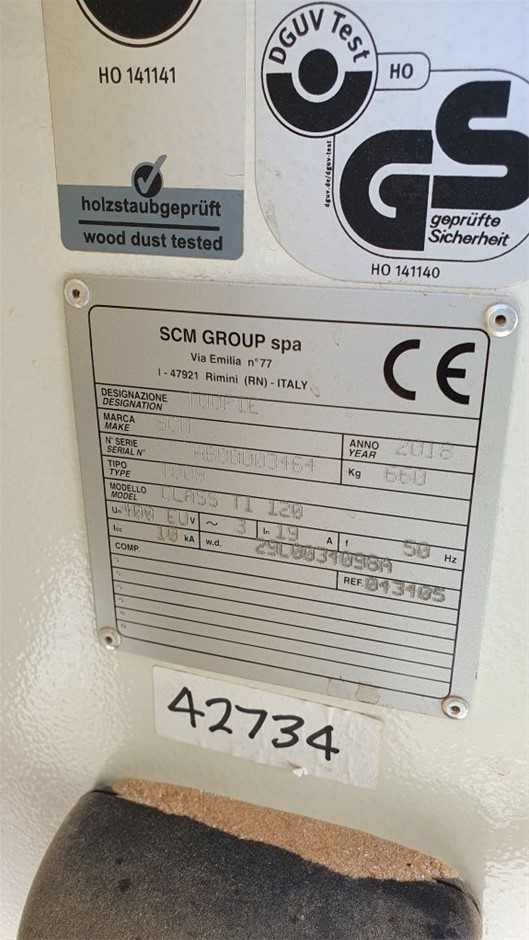 HO 141141
holzstaubgeprüft
wood dust tested
DGUV Test
HO
dguv.de/dguv-test
GS
geprüfte
Sicherheit
HO 141140
SCM GROUP spa
Via Emilia n°77
I - 47921 Rimini (RN) - ITALY
CE
DESIGNAZIONE
DESIGNATION TOUPIE
MARCA
MAKE SCM
N° SERIE
SERIAL N° AB00003464
ANNO
YEAR 2018
TIPO
TYPE
Kg 660
MODELLO
MODEL CLASS TI 120
Un 400 EU V ~ 3 In 19 A f 50 Hz
Icc 10 kA w.d. 29L0034098A
COMP.
REF. 043405
42734